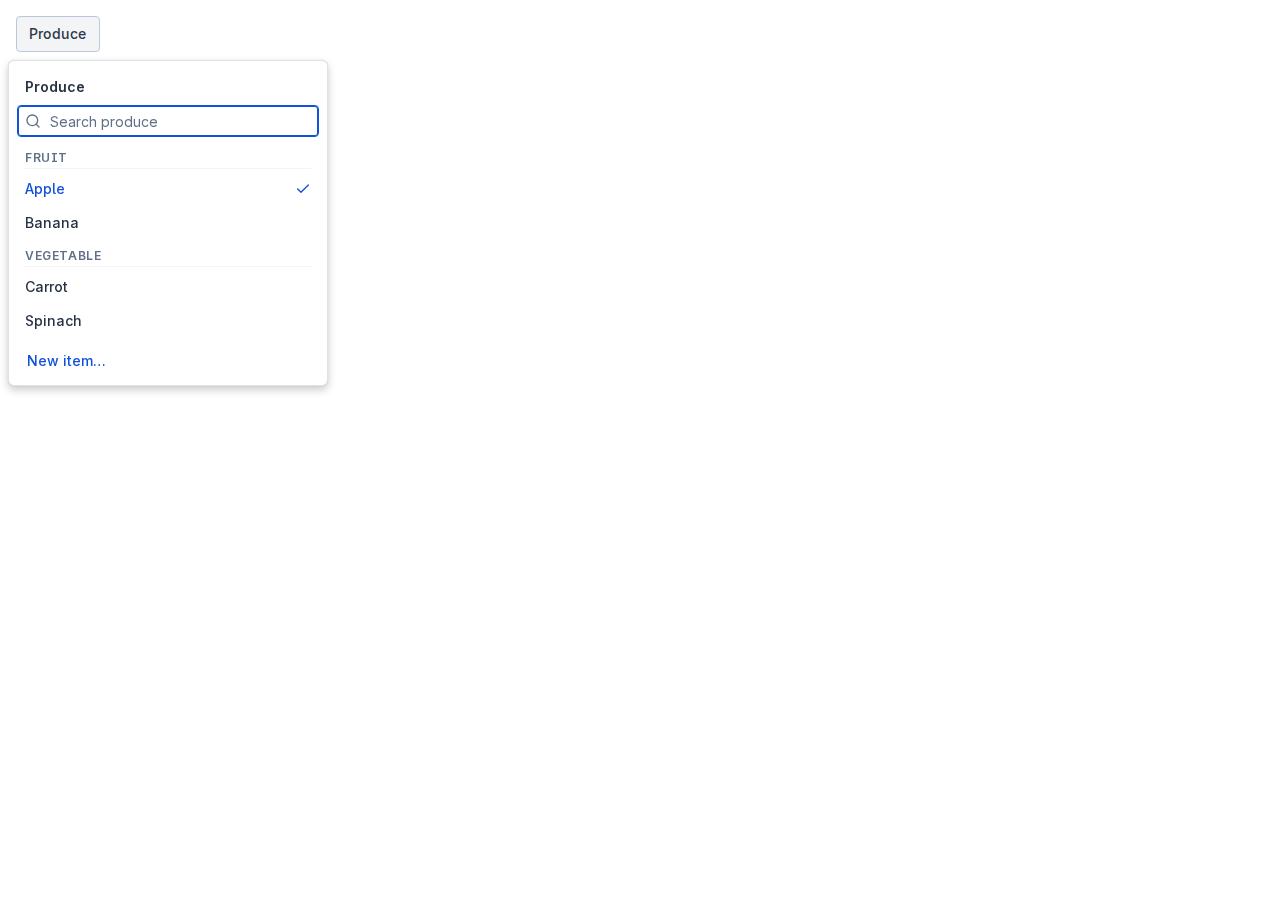 Produce
Produce
Search produce
FRUIT
Apple
Banana
VEGETABLE
Carrot
Spinach
New item...